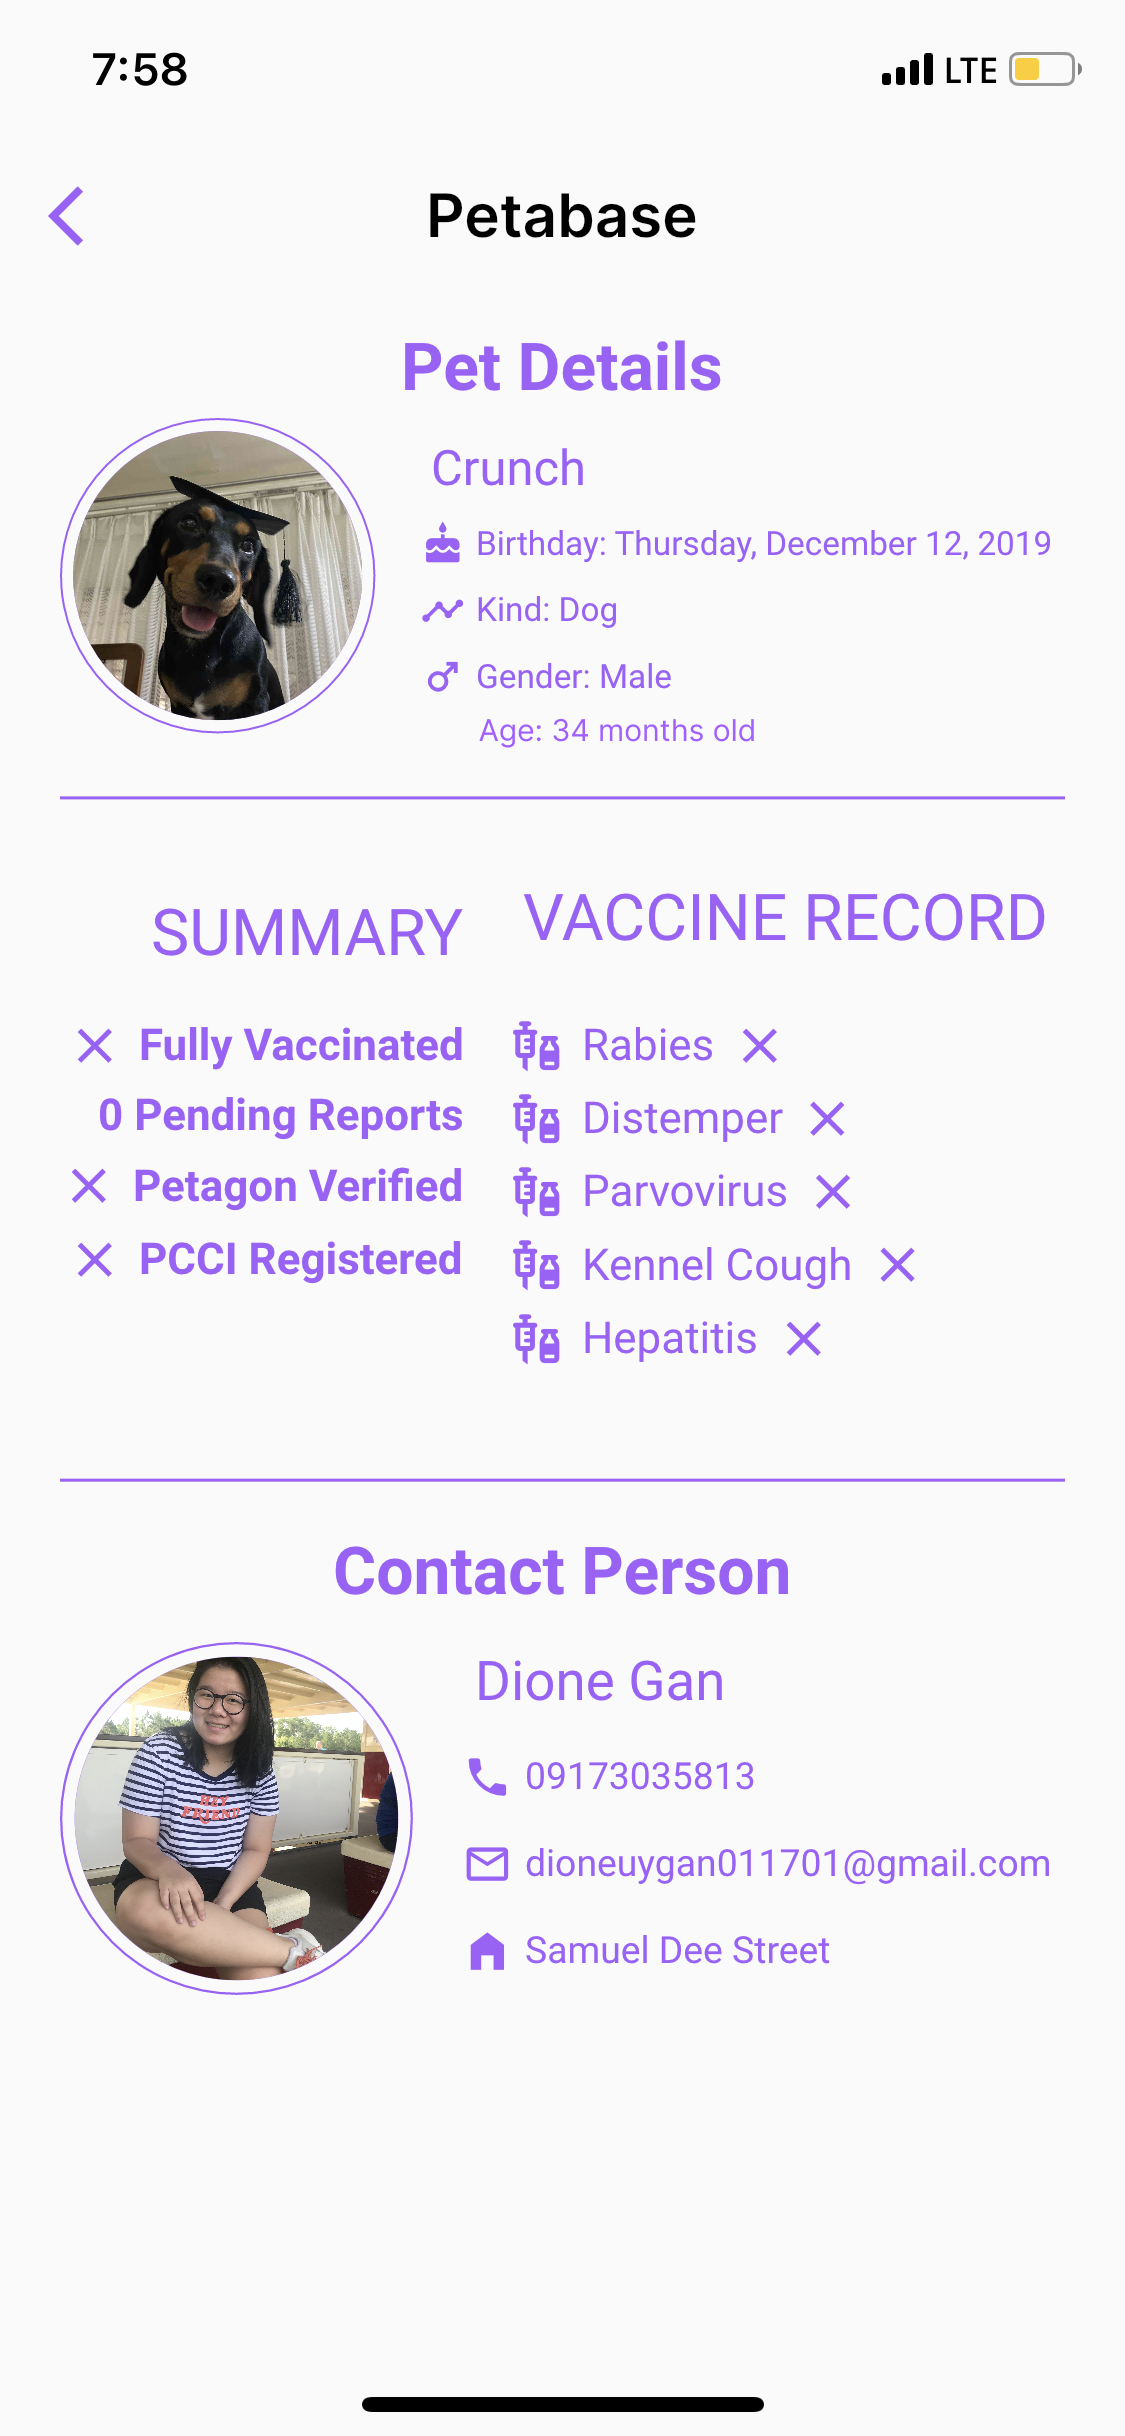 7:58
LTE
Petabase
Pet Details
Crunch
Birthday: Thursday, December 12, 2019
Kind: Dog
Gender: Male
Age: 34 months old
SUMMARY
Fully Vaccinated
0 Pending Reports
Petagon Verified
PCCI Registered
VACCINE RECORD
Rabies
Distemper
Parvovirus
Kennel Cough
Hepatitis
Contact Person
HEY
FRIEND
Dione Gan
09173035813
dioneuygan011701@gmail.com
Samuel Dee Street